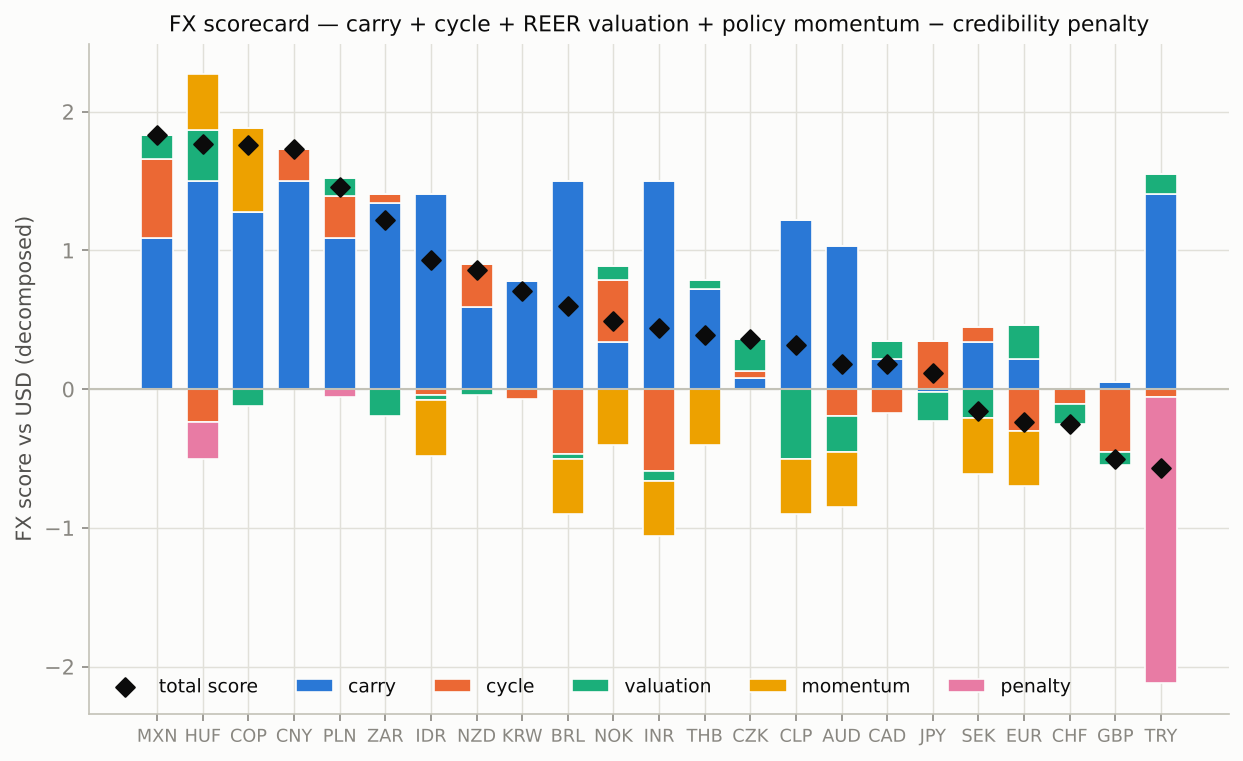 FX scorecard — carry + cycle + REER valuation + policy momentum − credibility penalty
FX score vs USD (decomposed)
2
1
0
−1
−2
total score carry cycle valuation momentum penalty
MXN HUF COP CNY PLN ZAR IDR NZD KRW BRL NOK INR THB CZK CLP AUD CAD JPY SEK EUR CHF GBP TRY